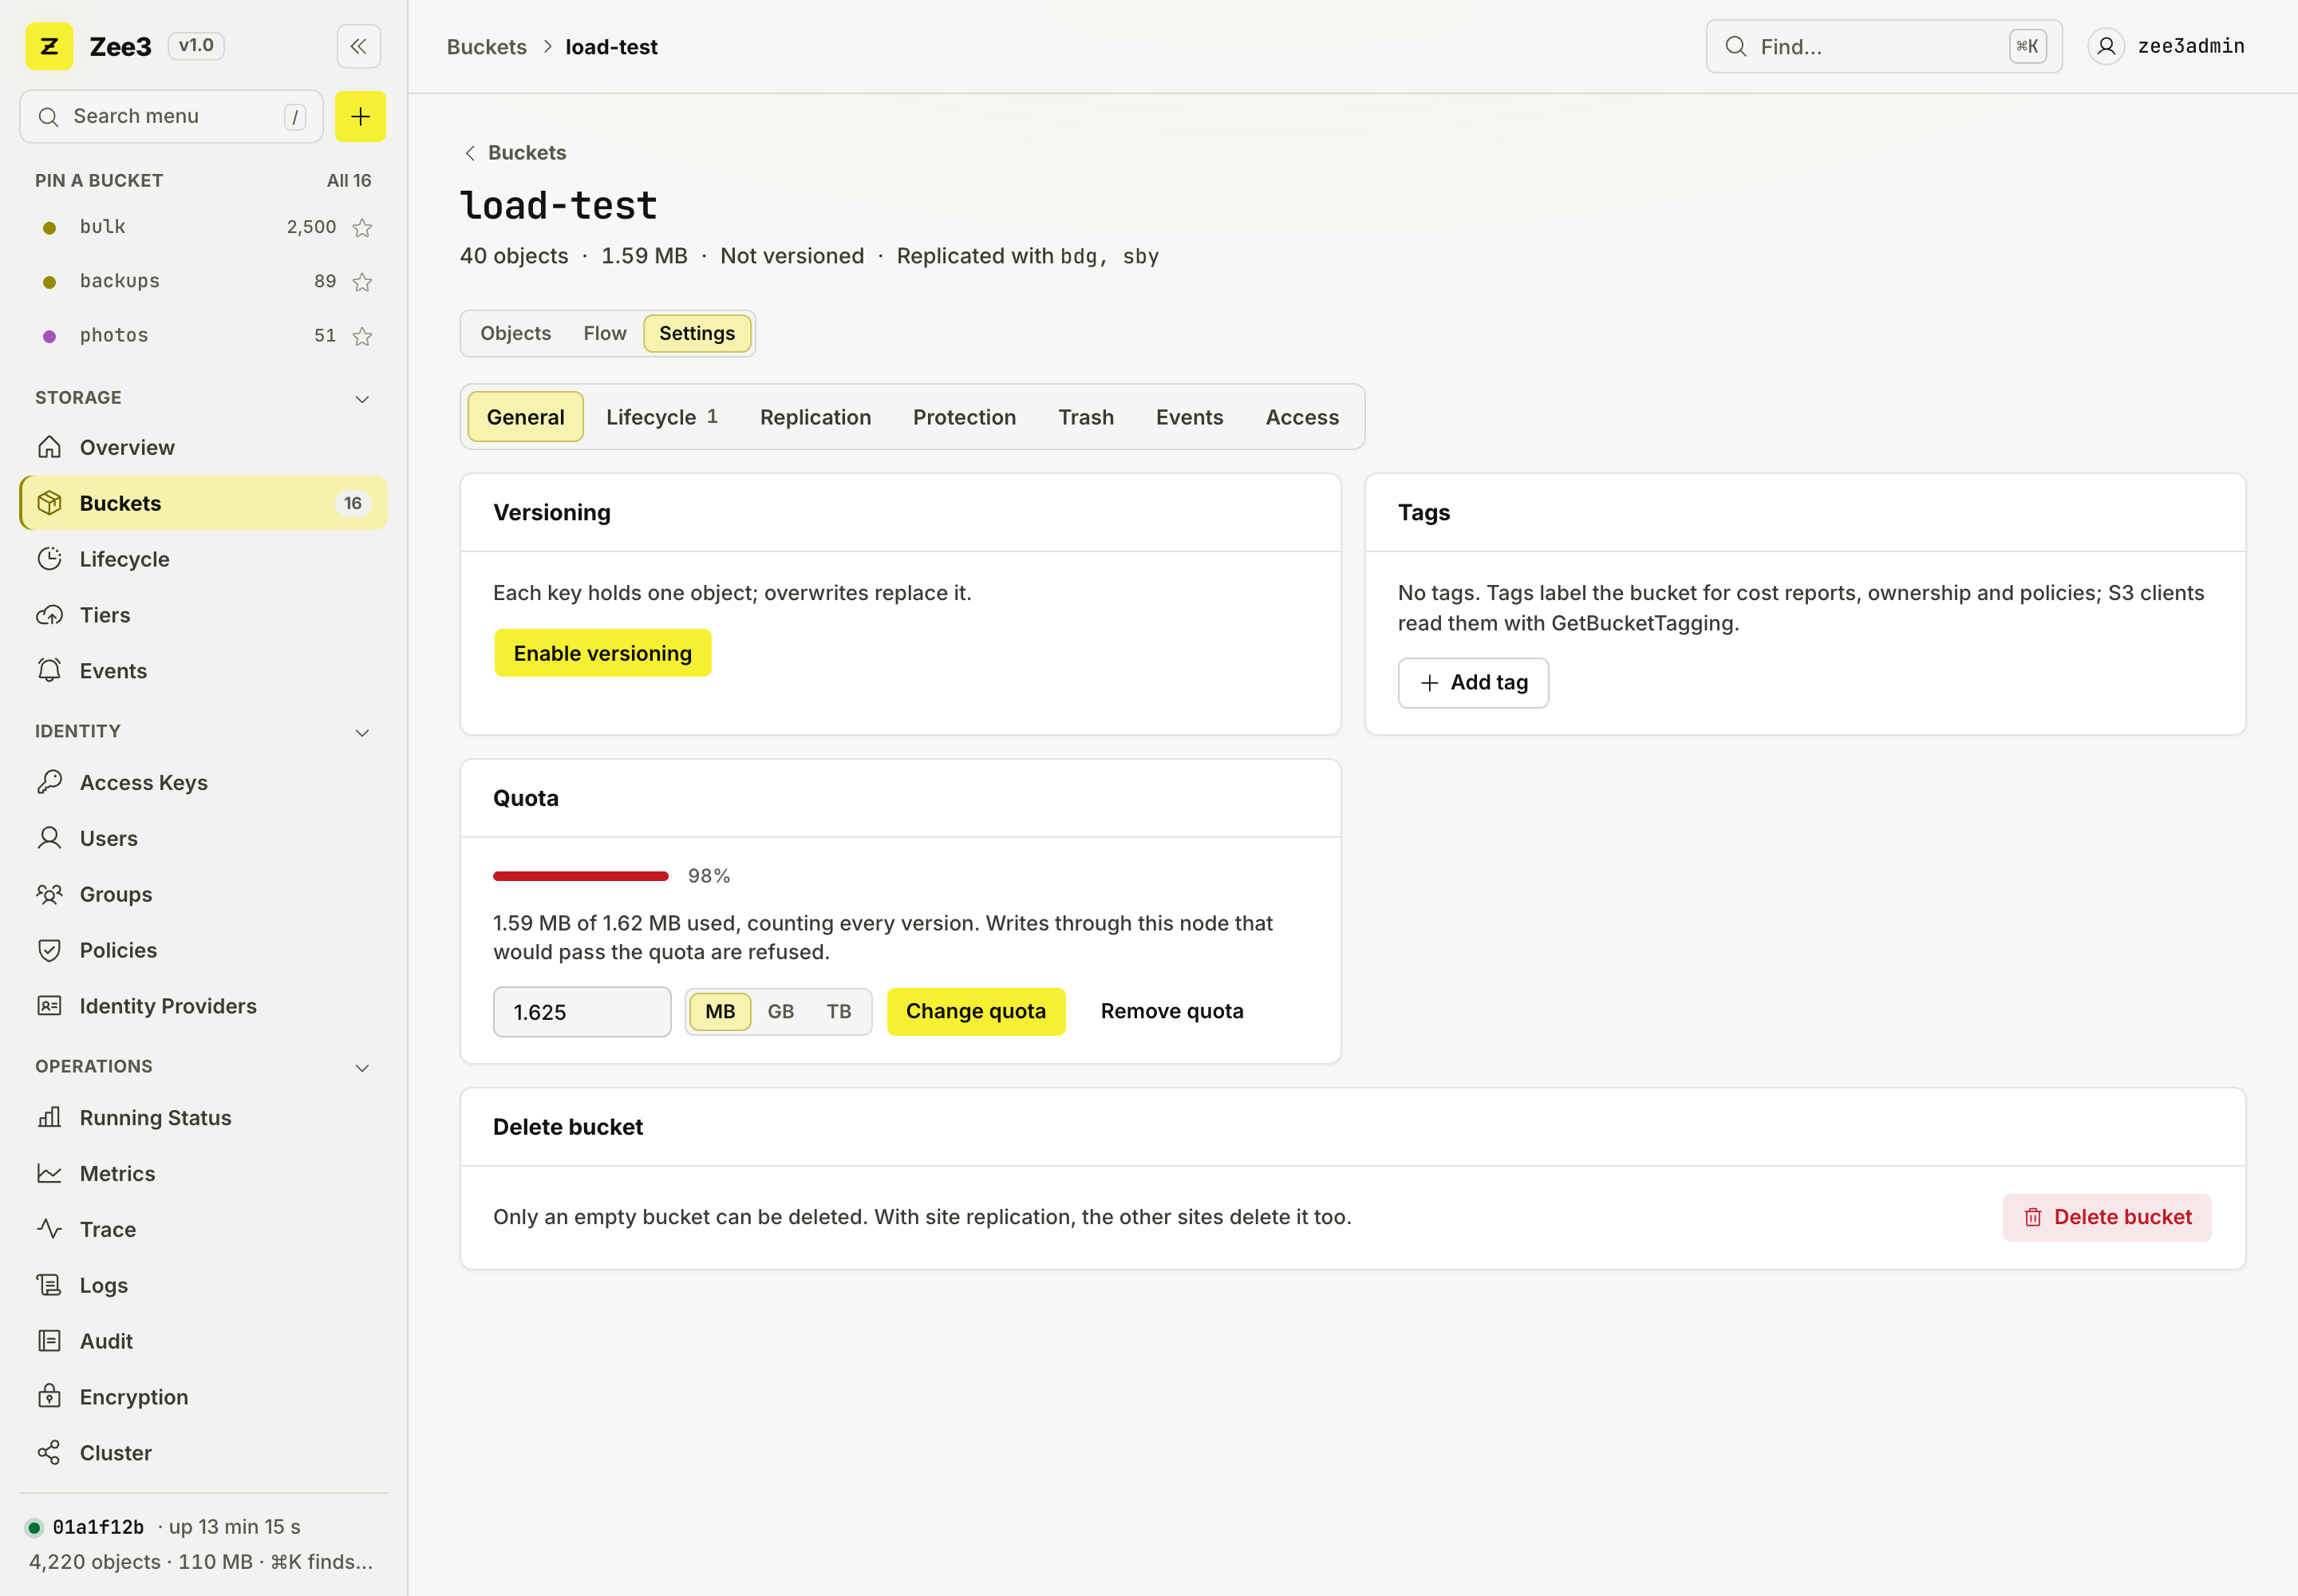 Z Zee3 v1.0
Search menu /
PIN A BUCKET All 16
bulk 2,500
backups 89
photos 51
STORAGE
Overview
Buckets 16
Lifecycle
Tiers
Events
IDENTITY
Access Keys
Users
Groups
Policies
Identity Providers
OPERATIONS
Running Status
Metrics
Trace
Logs
Audit
Encryption
Cluster
01a1f12b · up 13 min 15 s
4,220 objects · 110 MB · ⌘K finds...
Buckets > load-test
Find... ⌘K
zee3admin
Buckets
load-test
40 objects · 1.59 MB · Not versioned · Replicated with bdg, sby
Objects Flow Settings
General Lifecycle 1 Replication Protection Trash Events Access
Versioning
Each key holds one object; overwrites replace it.
Enable versioning
Tags
No tags. Tags label the bucket for cost reports, ownership and policies; S3 clients
read them with GetBucketTagging.
+ Add tag
Quota
98%
1.59 MB of 1.62 MB used, counting every version. Writes through this node that
would pass the quota are refused.
1.625 MB GB TB Change quota Remove quota
Delete bucket
Only an empty bucket can be deleted. With site replication, the other sites delete it too.
Delete bucket